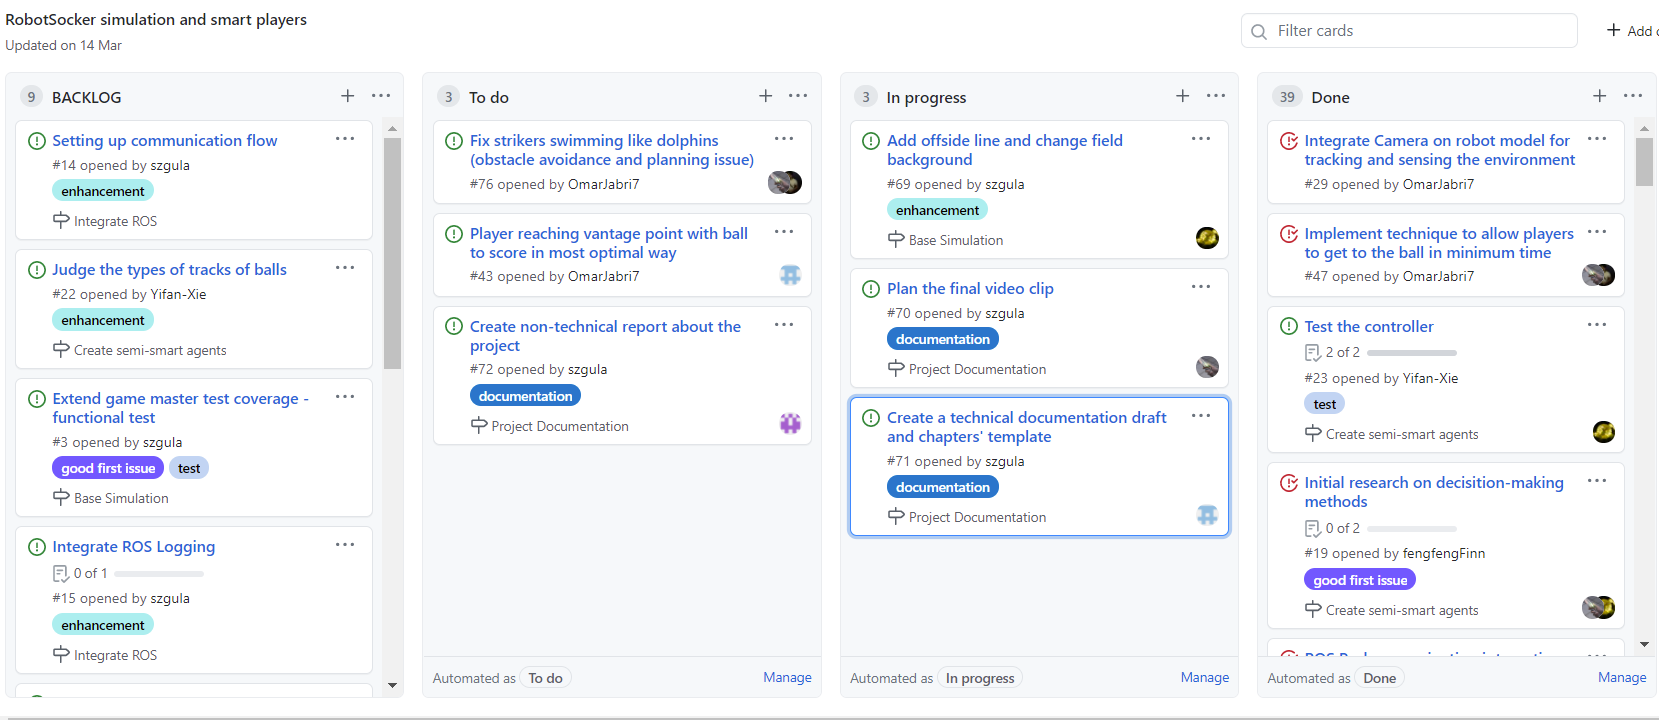 RobotSocker simulation and smart players
Updated on 14 Mar
Filter cards
Add
9 BACKLOG
Setting up communication flow
#14 opened by szgula
enhancement
Integrate ROS
Judge the types of tracks of balls
#22 opened by Yifan-Xie
enhancement
Create semi-smart agents
Extend game master test coverage -
functional test
#3 opened by szgula
good first issue test
Base Simulation
Integrate ROS Logging
0 of 1
#15 opened by szgula
enhancement
Integrate ROS
3 To do
Fix strikers swimming like dolphins
(obstacle avoidance and planning issue)
#76 opened by OmarJabri7
Player reaching vantage point with ball
to score in most optimal way
#43 opened by OmarJabri7
Create non-technical report about the
project
#72 opened by szgula
documentation
Project Documentation
Automated as To do Manage
3 In progress
Add offside line and change field
background
#69 opened by szgula
enhancement
Base Simulation
Plan the final video clip
#70 opened by szgula
documentation
Project Documentation
Create a technical documentation draft
and chapters' template
#71 opened by szgula
documentation
Project Documentation
Automated as In progress Manage
39 Done
Integrate Camera on robot model for
tracking and sensing the environment
#29 opened by OmarJabri7
Implement technique to allow players
to get to the ball in minimum time
#47 opened by OmarJabri7
Test the controller
2 of 2
#23 opened by Yifan-Xie
test
Create semi-smart agents
Initial research on decisition-making
methods
0 of 2
#19 opened by fengfengFinn
good first issue
Create semi-smart agents
Automated as Done Manage